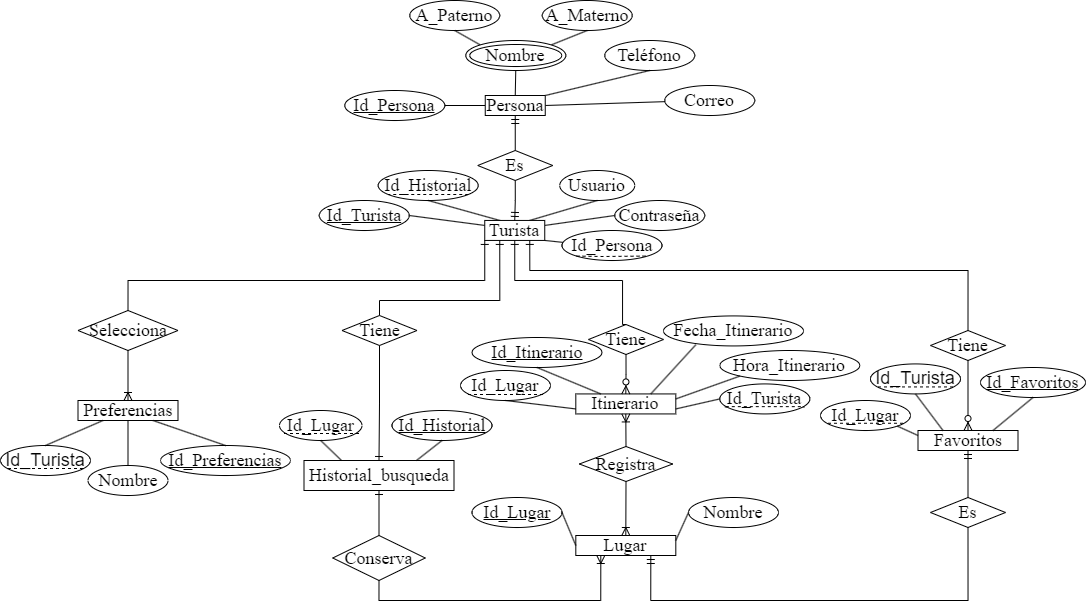 A_Paterno
A_Materno
Nombre
Teléfono
Id_Persona
Persona
Correo
Es
Id_Historial
Usuario
Id_Turista
Contraseña
Turista
Id_Persona
Selecciona
Tiene
Tiene
Fecha_Itinerario
Tiene
Id_Itinerario
Hora_Itinerario
Id_Turista
Id_Favoritos
Id_Lugar
Itinerario
Id_Turista
Preferencias
Id_Lugar
Id_Historial
Id_Lugar
Favoritos
Id_Turista
Id_Preferencias
Nombre
Historial_busqueda
Registra
Id_Lugar
Nombre
Es
Lugar
Conserva